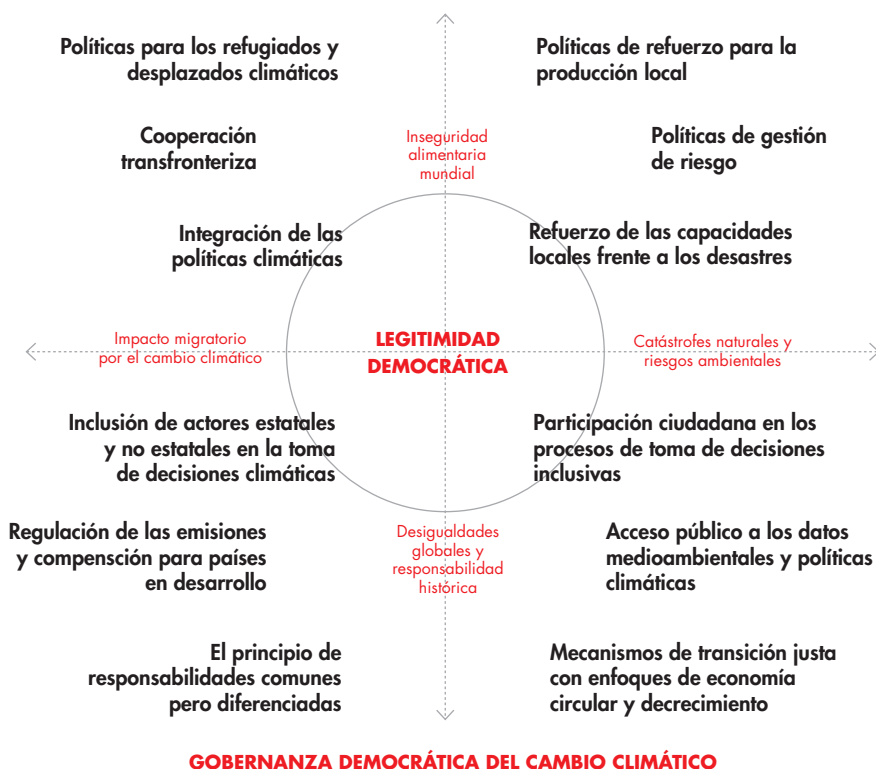 Políticas para los refugiados y
desplazados climáticos
Políticas de refuerzo para la
producción local
Cooperación
transfronteriza
Inseguridad
alimentaria
mundial
Políticas de gestión
de riesgo
Integración de las
políticas climáticas
Refuerzo de las capacidades
locales frente a los desastres
Impacto migratorio
por el cambio climático
LEGITIMIDAD
DEMOCRÁTICA
Catástrofes naturales y
riesgos ambientales
Inclusión de actores estatales
y no estatales en la toma
de decisiones climáticas
Participación ciudadana en los
procesos de toma de decisiones
inclusivas
Regulación de las emisiones
y compensción para países
en desarrollo
Desigualdades
globales y
responsabilidad
histórica
Acceso público a los datos
medioambientales y políticas
climáticas
El principio de
responsabilidades comunes
pero diferenciadas
Mecanismos de transición justa
con enfoques de economía
circular y decrecimiento
GOBERNANZA DEMOCRÁTICA DEL CAMBIO CLIMÁTICO